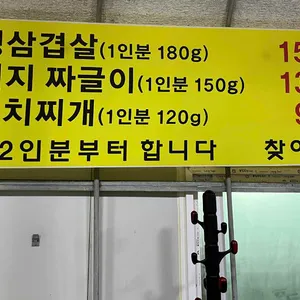 삼겹살(1인분 180g) 15
지 짜글이(1인분 150g) 13
치찌개(1인분 120g) 9
2인분부터 합니다 찾아